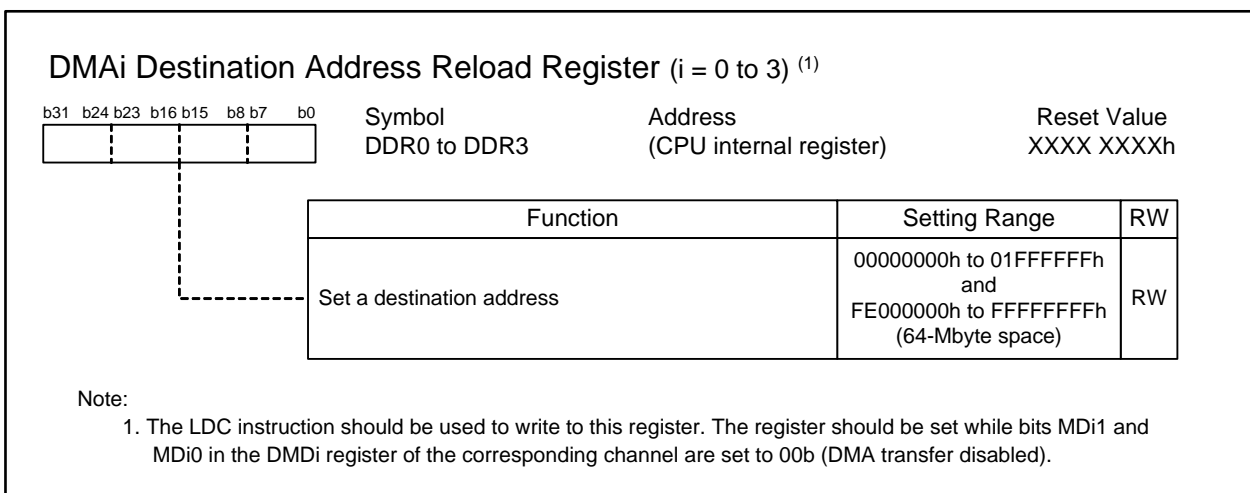 DMAi Destination Address Reload Register (i = 0 to 3) (1)
b31 b24 b23 b16 b15 b8 b7 b0
Symbol Address Reset Value
DDR0 to DDR3 (CPU internal register) XXXX XXXXh
Function Setting Range RW
Set a destination address
00000000h to 01FFFFFFh
and
FE000000h to FFFFFFFFh
(64-Mbyte space)
RW
Note:
1. The LDC instruction should be used to write to this register. The register should be set while bits MDi1 and
MDi0 in the DMDi register of the corresponding channel are set to 00b (DMA transfer disabled).